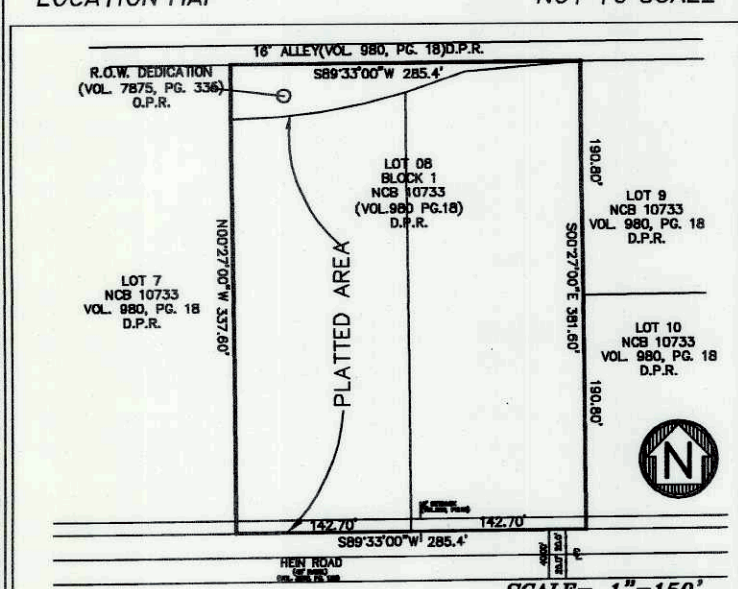 LOCATION MAP
NOT TO SCALE
16' ALLEY(VOL. 980, PG. 18)D.P.R.
R.O.W. DEDICATION
(VOL. 7875, PG. 336)
O.P.R.
S89°33'00"W 285.4'
LOT 08
BLOCK 1
NCB 10733
(VOL.980 PG.18)
D.P.R.
190.80'
LOT 9
NCB 10733
VOL. 980, PG. 18
D.P.R.
N00°27'00"W 337.60'
S00°27'00"E 381.60'
LOT 7
NCB 10733
VOL. 980, PG. 18
D.P.R.
PLATTED AREA
LOT 10
NCB 10733
VOL. 980, PG. 18
D.P.R.
190.80'
N
142.70'
142.70'
S89°33'00"W 285.4'
HEIN ROAD
SCALE= 1"=150'